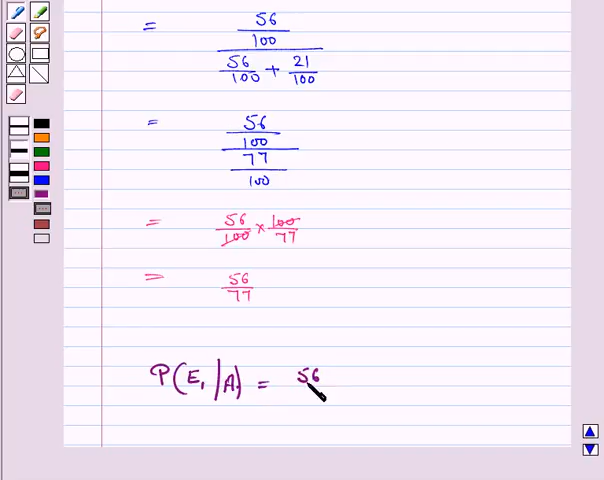 = 56/100 / (56/100 + 21/100)
= 56/100 / 77/100
= 56/100 × 100/77
= 56/77
P(E₁/A) = 56